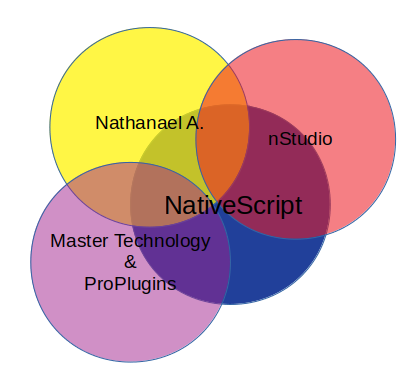 Nathanael A.
nStudio
NativeScript
Master Technology
&
ProPlugins